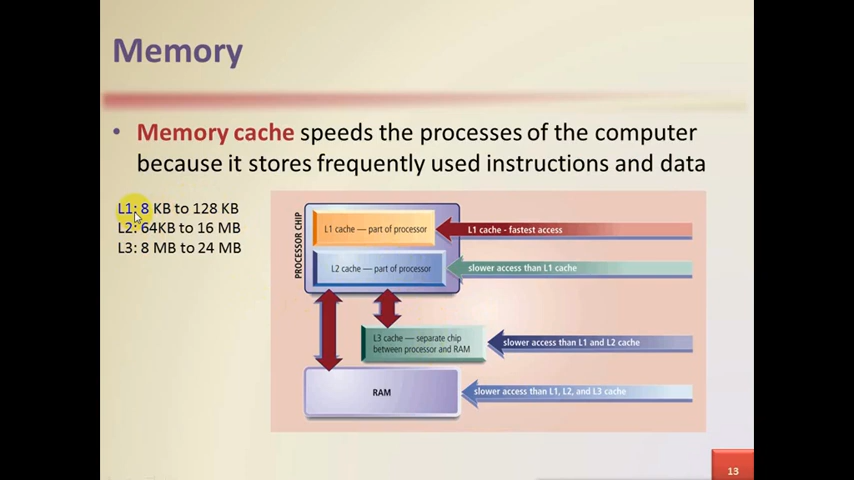 Memory
• Memory cache speeds the processes of the computer
because it stores frequently used instructions and data
L1: 8 KB to 128 KB
L2: 64KB to 16 MB
L3: 8 MB to 24 MB
PROCESSOR CHIP
L1 cache — part of processor
L1 cache - fastest access
L2 cache — part of processor
slower access than L1 cache
L3 cache — separate chip
between processor and RAM
slower access than L1 and L2 cache
RAM
slower access than L1, L2, and L3 cache
13